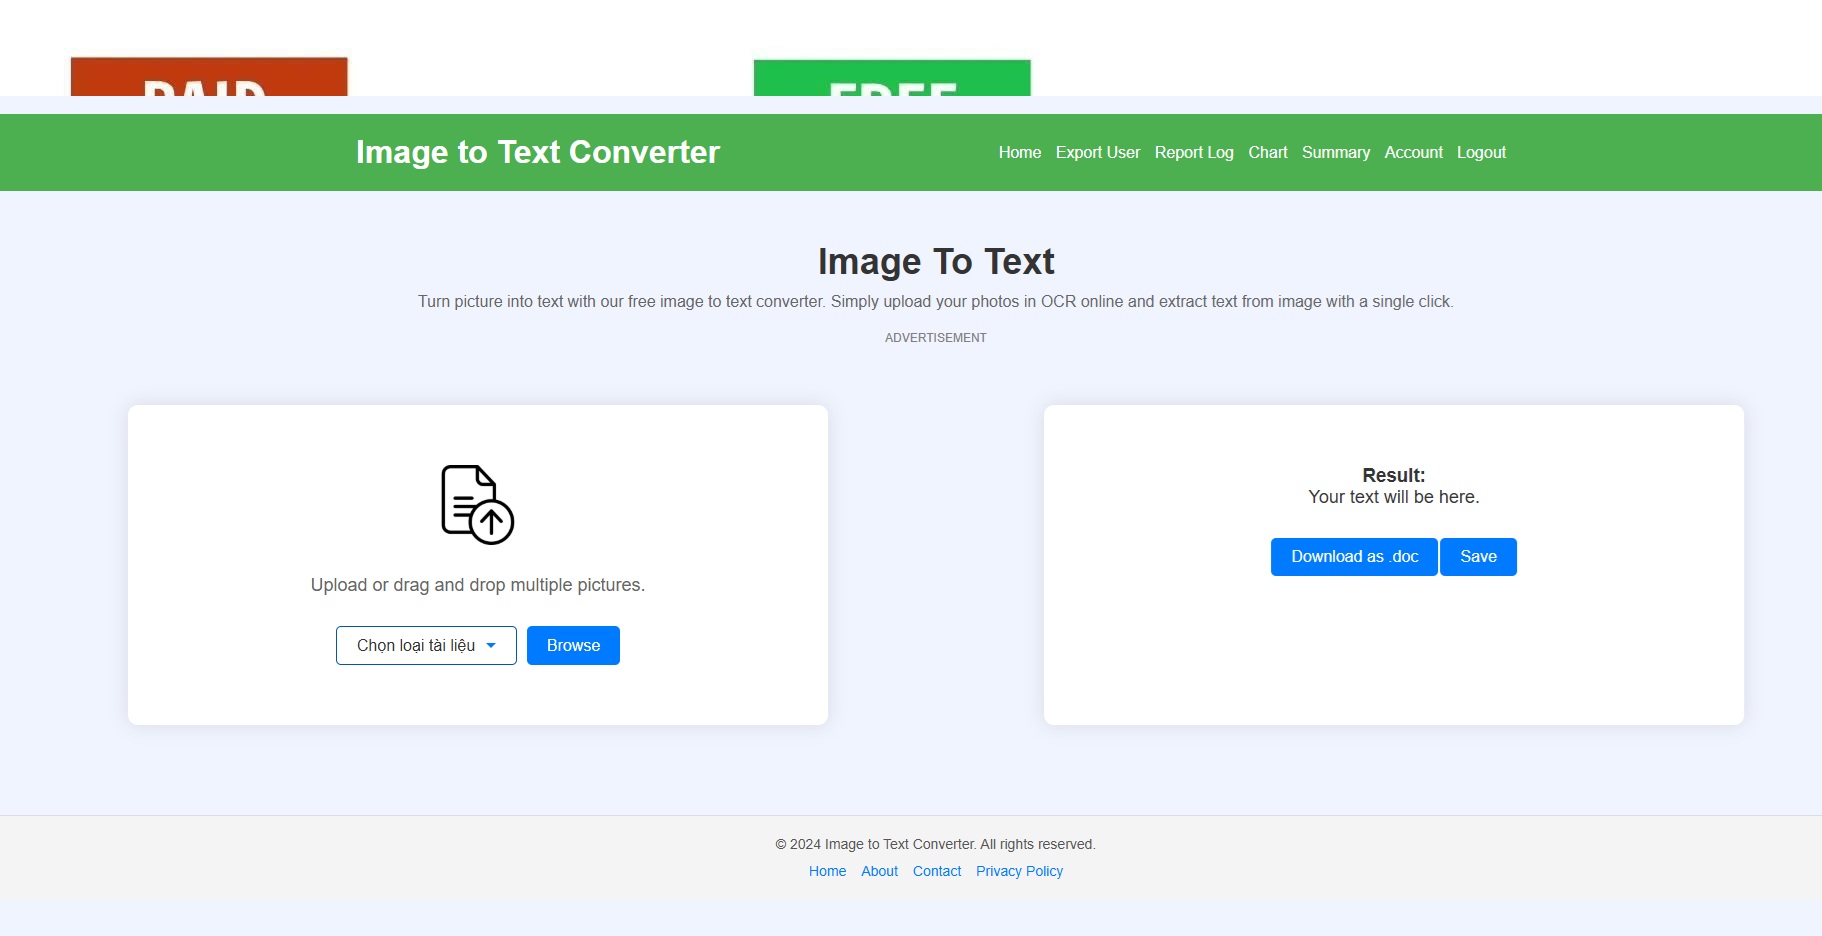 PAID
FREE
Image to Text Converter
Home Export User Report Log Chart Summary Account Logout
Image To Text
Turn picture into text with our free image to text converter. Simply upload your photos in OCR online and extract text from image with a single click.
ADVERTISEMENT
Upload or drag and drop multiple pictures.
Chọn loại tài liệu
Browse
Result:
Your text will be here.
Download as .doc
Save
© 2024 Image to Text Converter. All rights reserved.
Home About Contact Privacy Policy